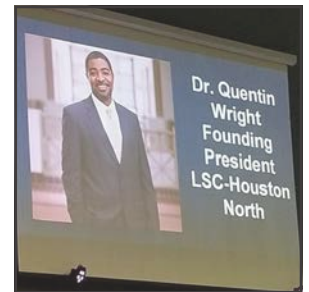 Dr. Quentin
Wright
Founding
President
LSC-Houston
North